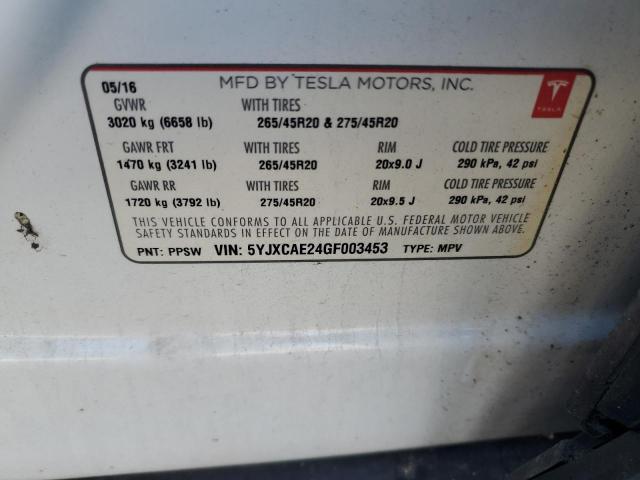 05/16 MFD BY TESLA MOTORS, INC.
GVWR WITH TIRES
3020 kg (6658 lb) 265/45R20 & 275/45R20
GAWR FRT WITH TIRES RIM COLD TIRE PRESSURE
1470 kg (3241 lb) 265/45R20 20x9.0 J 290 kPa, 42 psi
GAWR RR WITH TIRES RIM COLD TIRE PRESSURE
1720 kg (3792 lb) 275/45R20 20x9.5 J 290 kPa, 42 psi
THIS VEHICLE CONFORMS TO ALL APPLICABLE U.S. FEDERAL MOTOR VEHICLE
SAFETY STANDARDS IN EFFECT ON THE DATE OF MANUFACTURE SHOWN ABOVE.
PNT: PPSW VIN: 5YJXCAE24GF003453 TYPE: MPV
TESLA